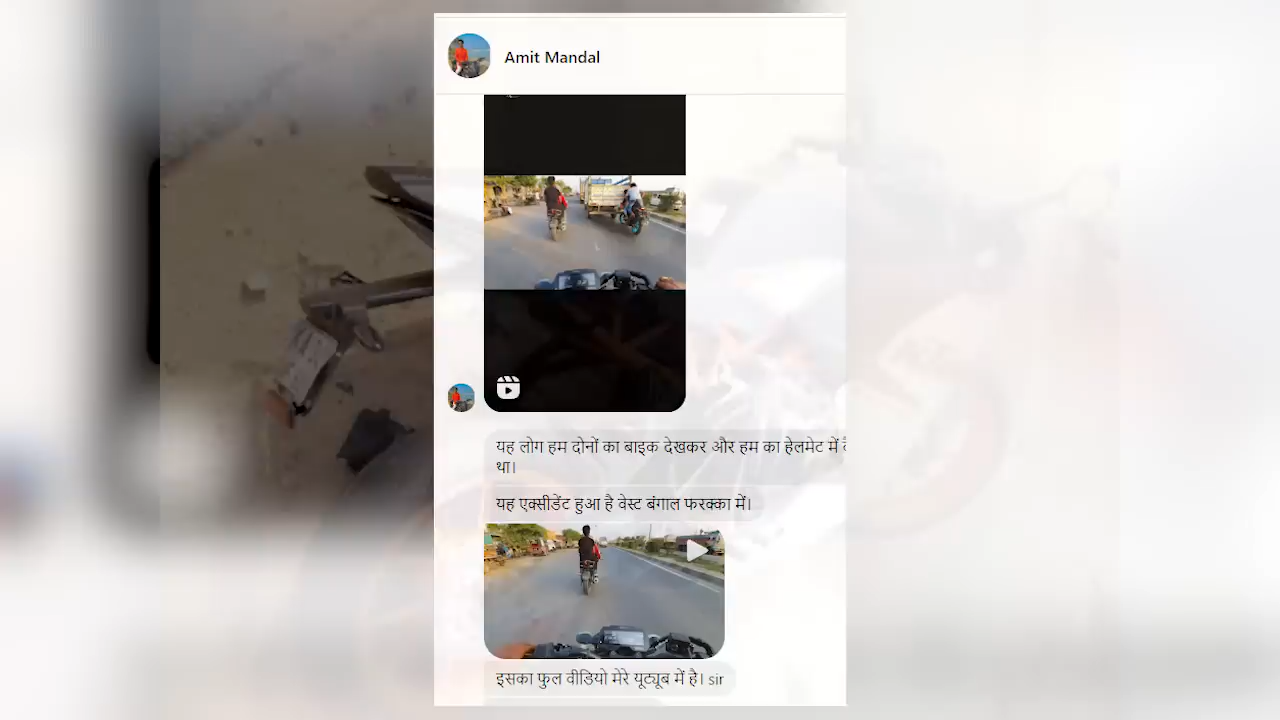 Amit Mandal
यह लोग हम दोनों का बाइक देखकर और हम का हेलमेट में
था।
यह एक्सीडेंट हुआ है वेस्ट बंगाल फरक्का में।
इसका फुल वीडियो मेरे यूट्यूब में है। sir